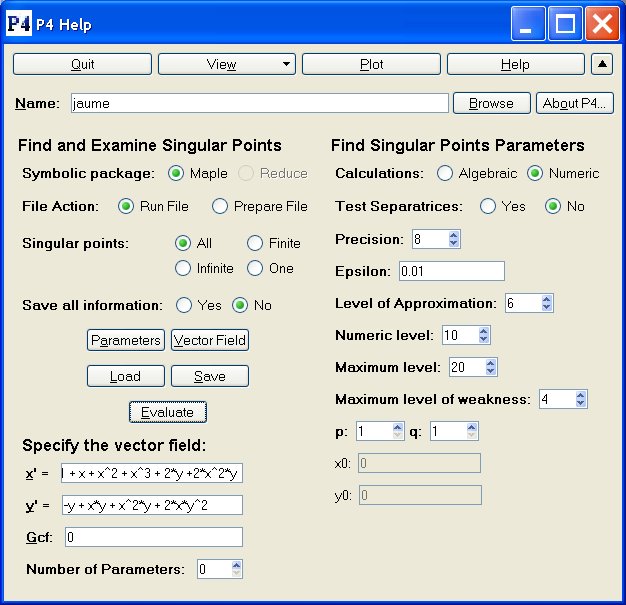 P4 P4 Help
Quit View Plot Help
Name: jaume Browse About P4...
Find and Examine Singular Points
Symbolic package: Maple Reduce
File Action: Run File Prepare File
Singular points: All Finite
Infinite One
Save all information: Yes No
Parameters Vector Field
Load Save
Evaluate
Specify the vector field:
x' = + x + x^2 + x^3 + 2*y +2*x^2*y
y' = -y + x*y + x^2*y + 2*x*y^2
Gcf: 0
Number of Parameters: 0
Find Singular Points Parameters
Calculations: Algebraic Numeric
Test Separatrices: Yes No
Precision: 8
Epsilon: 0.01
Level of Approximation: 6
Numeric level: 10
Maximum level: 20
Maximum level of weakness: 4
p: 1 q: 1
x0: 0
y0: 0